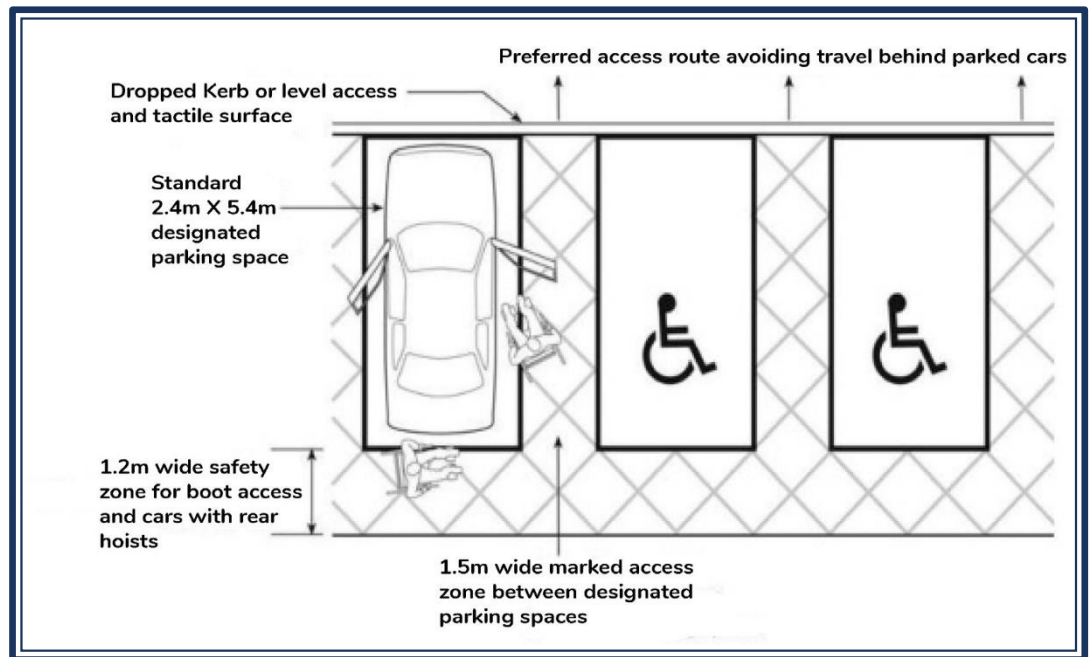 Preferred access route avoiding travel behind parked cars
Dropped Kerb or level access
and tactile surface
Standard
2.4m X 5.4m
designated
parking space
1.2m wide safety
zone for boot access
and cars with rear
hoists
1.5m wide marked access
zone between designated
parking spaces